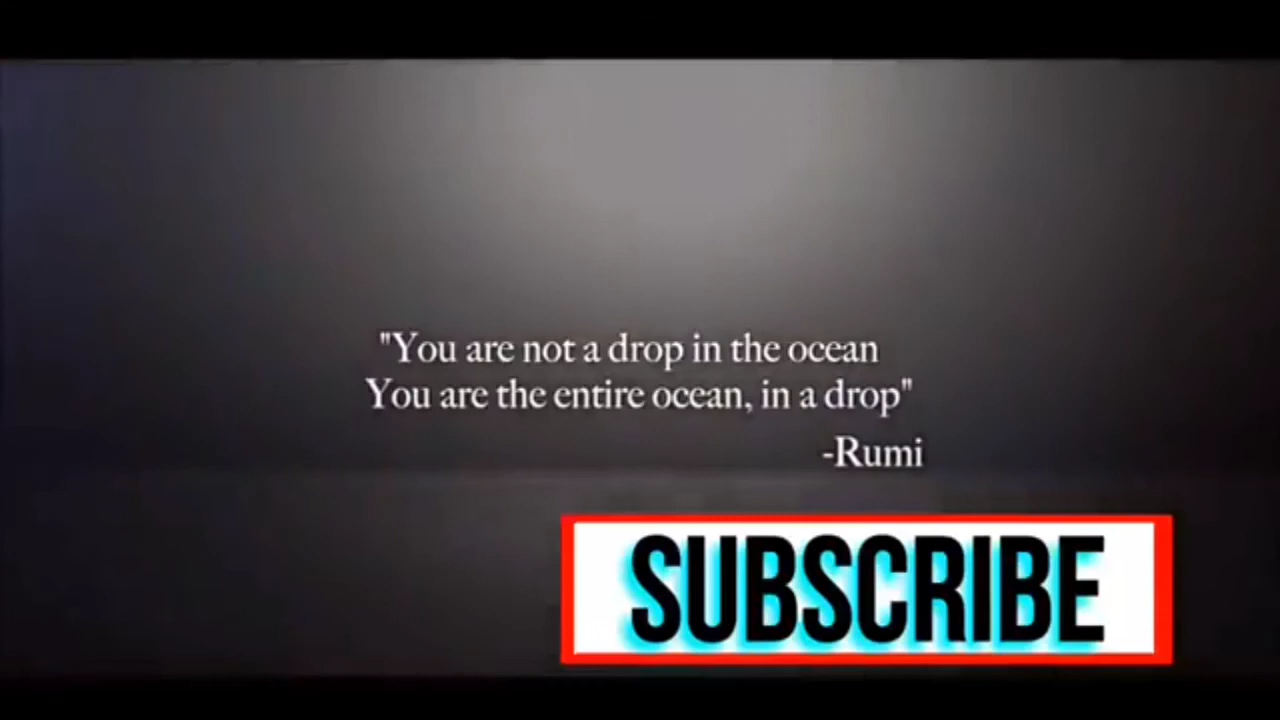 "You are not a drop in the ocean
You are the entire ocean, in a drop"
-Rumi
SUBSCRIBE